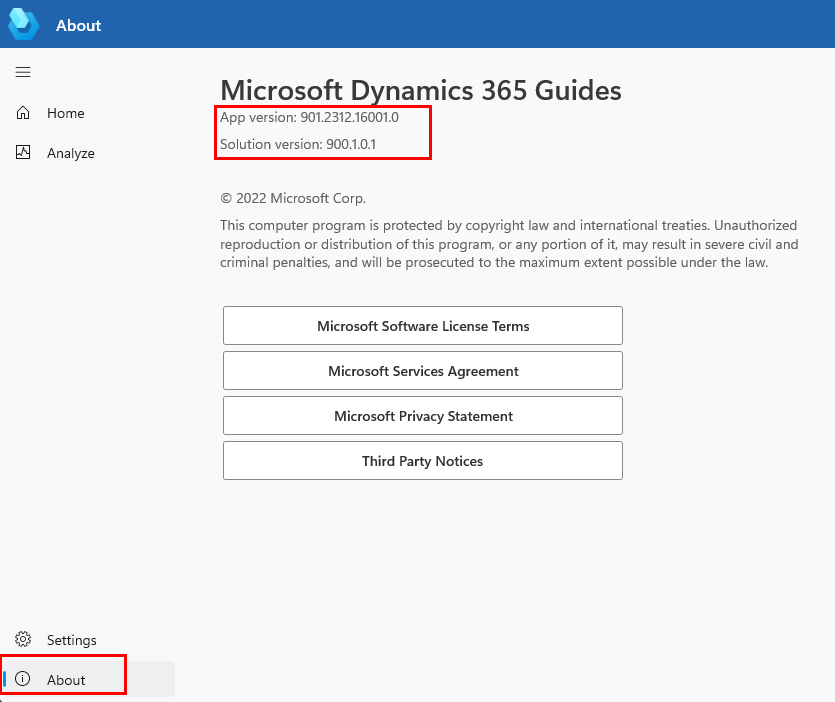 About
Home
Analyze
Microsoft Dynamics 365 Guides
App version: 901.2312.16001.0
Solution version: 900.1.0.1
© 2022 Microsoft Corp.
This computer program is protected by copyright law and international treaties. Unauthorized
reproduction or distribution of this program, or any portion of it, may result in severe civil and
criminal penalties, and will be prosecuted to the maximum extent possible under the law.
Microsoft Software License Terms
Microsoft Services Agreement
Microsoft Privacy Statement
Third Party Notices
Settings
About